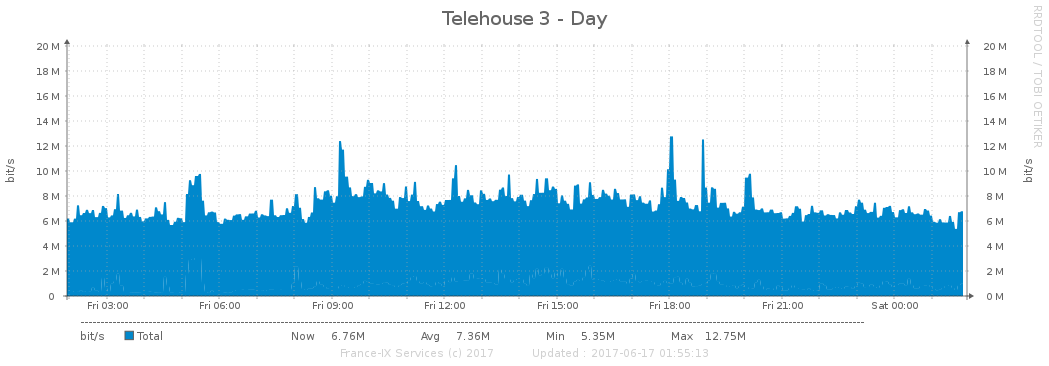 Telehouse 3 - Day
RRDTOOL / TOBI OETIKER
bit/s
bit/s
20 M 20 M
18 M 18 M
16 M 16 M
14 M 14 M
12 M 12 M
10 M 10 M
8 M 8 M
6 M 6 M
4 M 4 M
2 M 2 M
0 0 M
Fri 03:00 Fri 06:00 Fri 09:00 Fri 12:00 Fri 15:00 Fri 18:00 Fri 21:00 Sat 00:00
bit/s Total Now 6.76M Avg 7.36M Min 5.35M Max 12.75M
France-IX Services (c) 2017 Updated : 2017-06-17 01:55:13